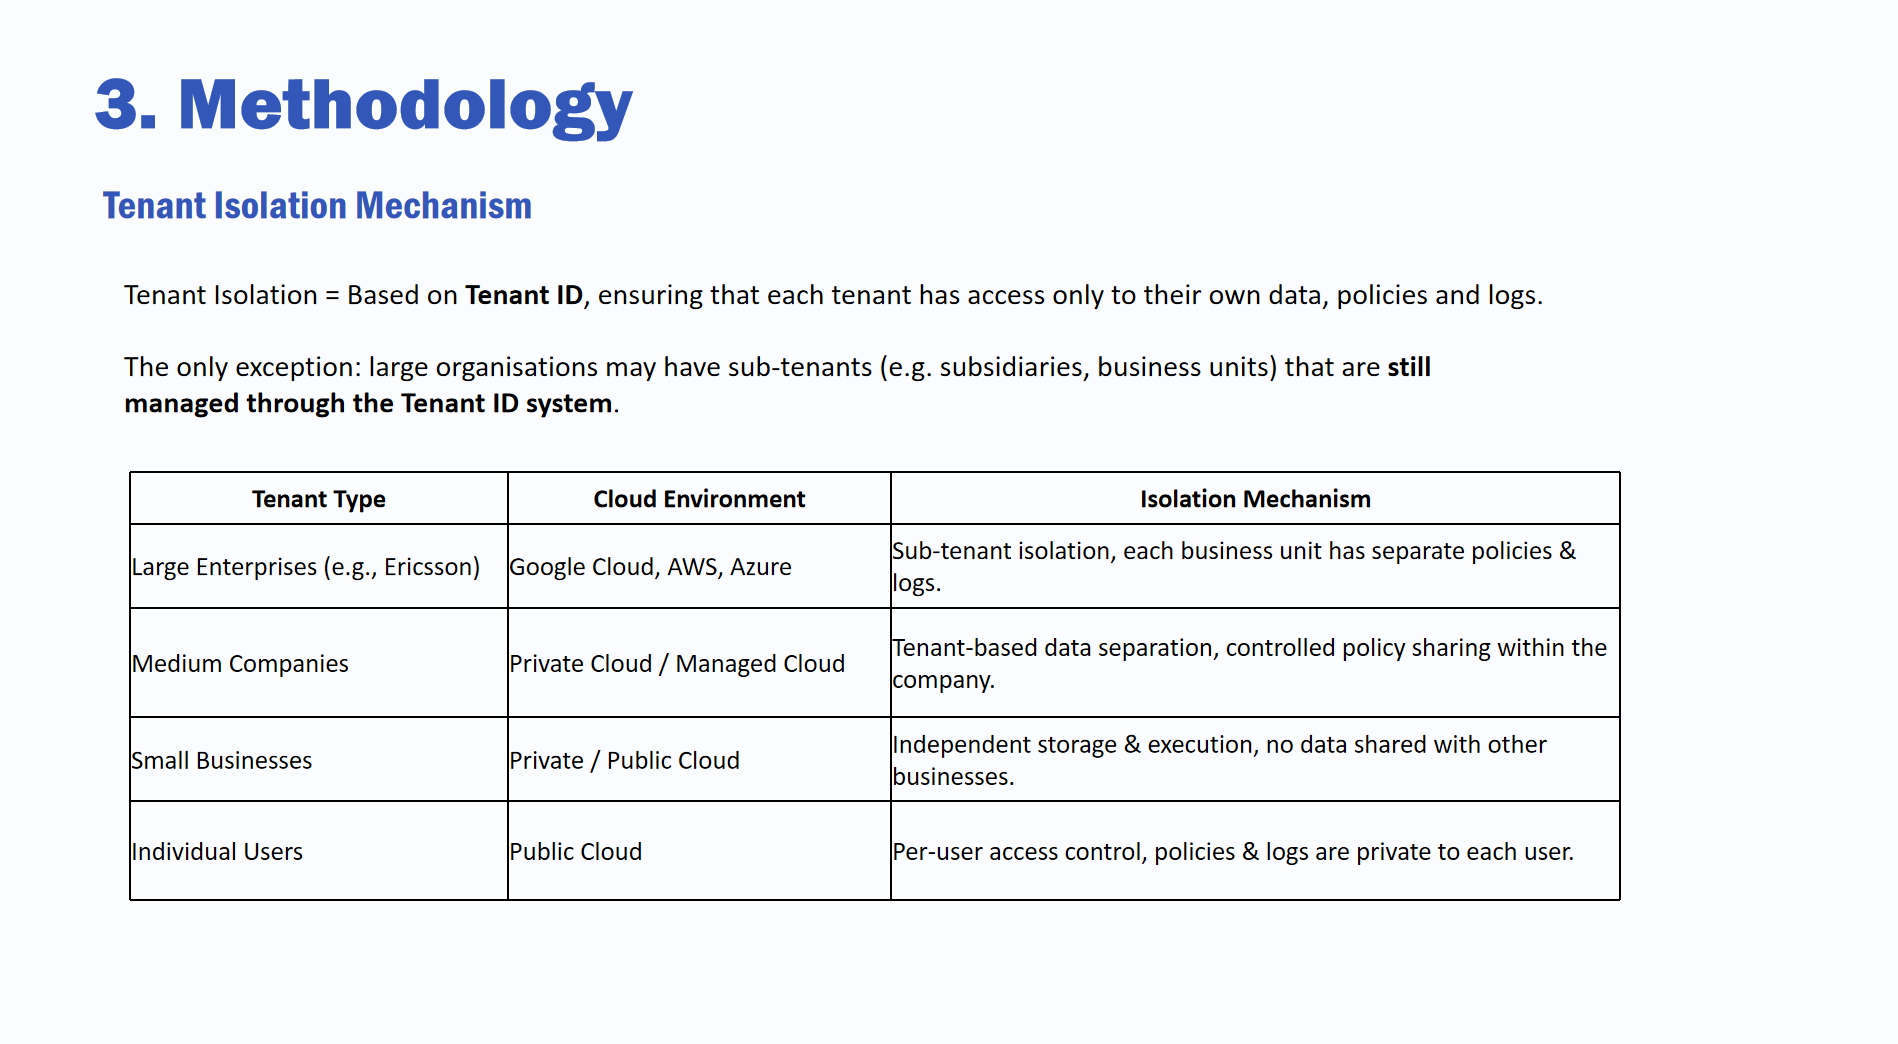 3. Methodology
Tenant Isolation Mechanism
Tenant Isolation = Based on Tenant ID, ensuring that each tenant has access only to their own data, policies and logs.
The only exception: large organisations may have sub-tenants (e.g. subsidiaries, business units) that are still
managed through the Tenant ID system.
Tenant Type Cloud Environment Isolation Mechanism
Large Enterprises (e.g., Ericsson) Google Cloud, AWS, Azure Sub-tenant isolation, each business unit has separate policies &
logs.
Medium Companies Private Cloud / Managed Cloud Tenant-based data separation, controlled policy sharing within the
company.
Small Businesses Private / Public Cloud Independent storage & execution, no data shared with other
businesses.
Individual Users Public Cloud Per-user access control, policies & logs are private to each user.